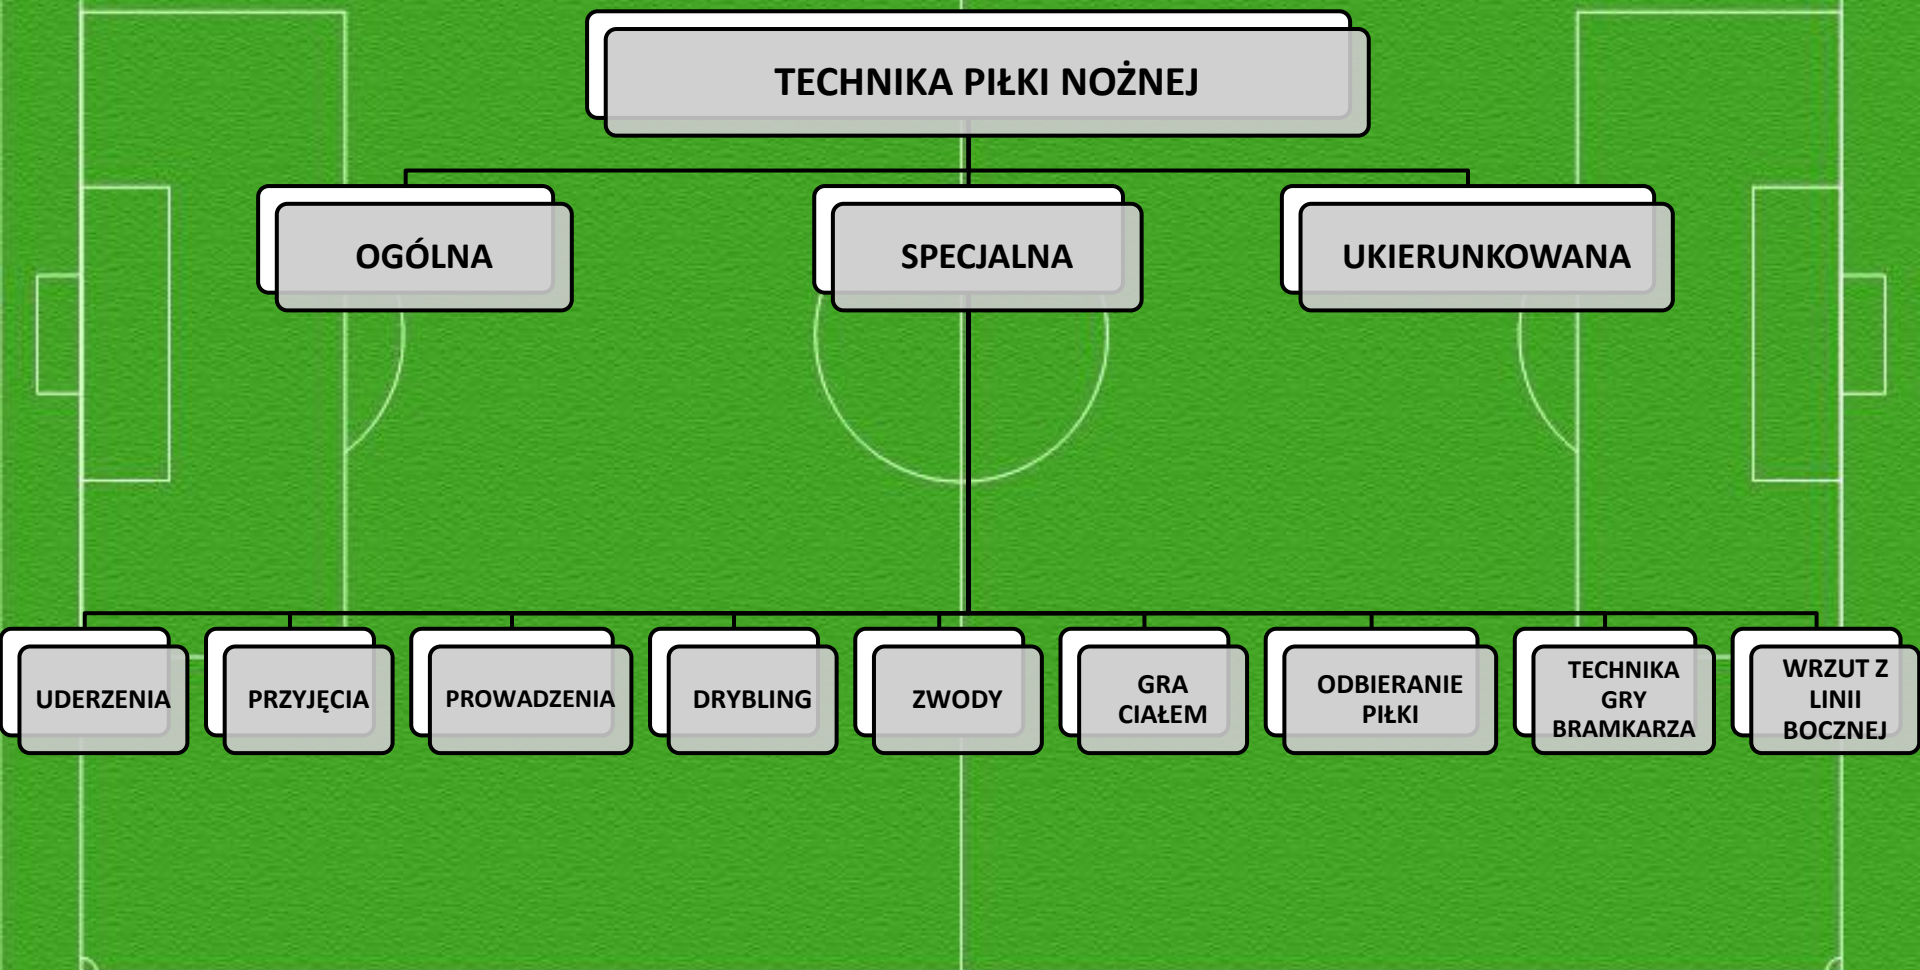 TECHNIKA PIŁKI NOŻNEJ
OGÓLNA
SPECJALNA
UKIERUNKOWANA
UDERZENIA
PRZYJĘCIA
PROWADZENIA
DRYBLING
ZWODY
GRA
CIAŁEM
ODBIERANIE
PIŁKI
TECHNIKA
GRY
BRAMKARZA
WRZUT Z
LINII
BOCZNEJ